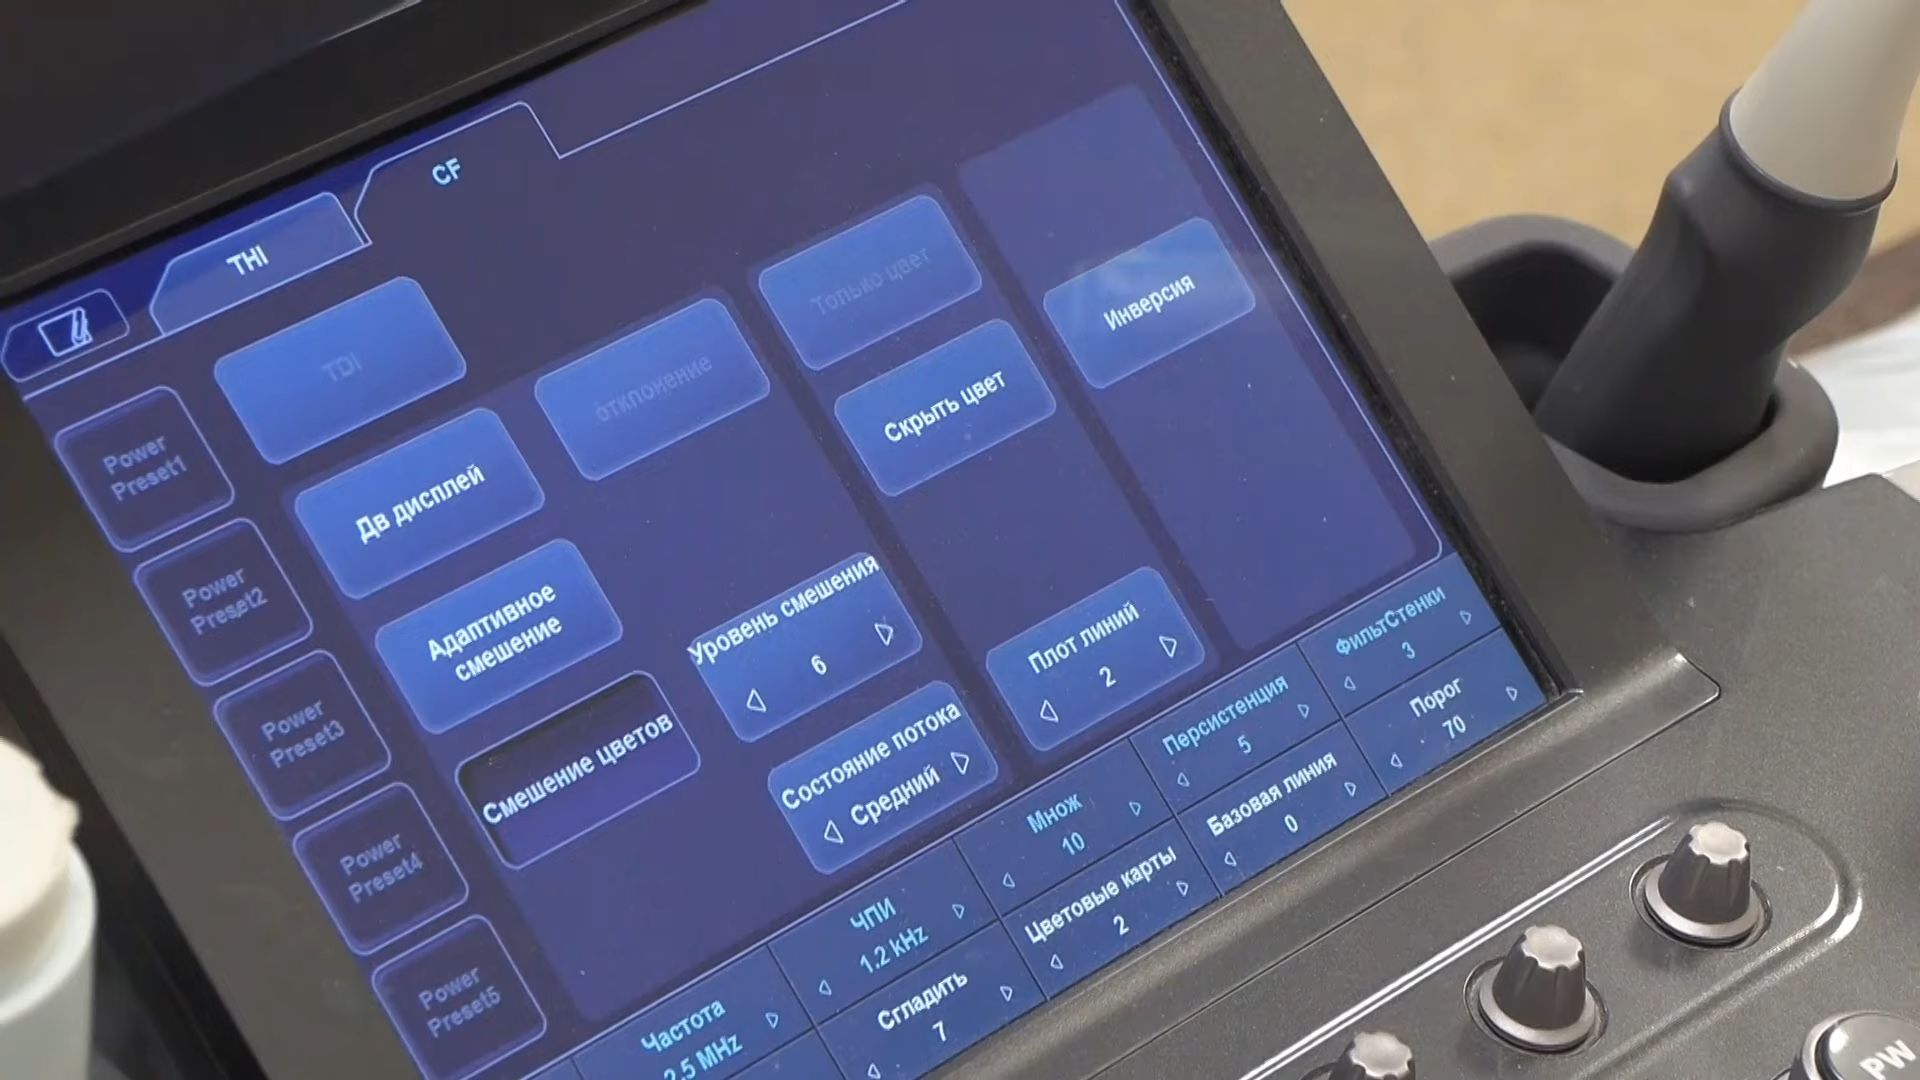 THI
CF
Power
Preset1
Power
Preset2
Power
Preset3
Power
Preset4
Power
Preset5
TDI
Дв дисплей
Адаптивное
смешение
Смешение цветов
отклонение
Уровень смешения
6
Состояние потока
Средний
Только цвет
Скрыть цвет
Плот линий
2
Инверсия
Частота
2.5 MHz
ЧПИ
1.2 kHz
Множ
10
Персистенция
5
ФильтСтенки
3
Сгладить
7
Цветовые карты
2
Базовая линия
0
Порог
70
PW